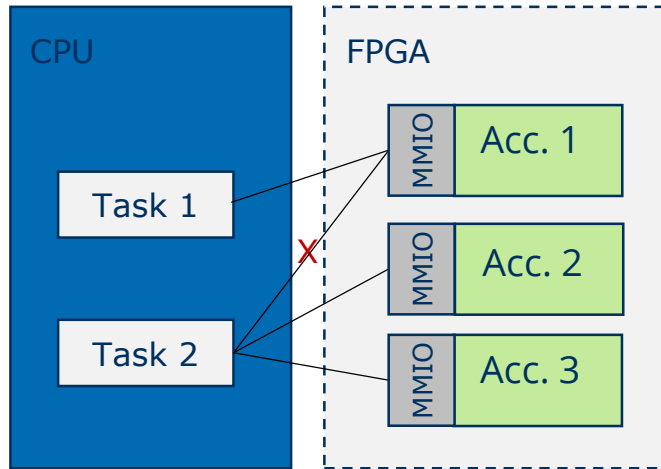 CPU
Task 1
Task 2
X
FPGA
MMIO
Acc. 1
MMIO
Acc. 2
MMIO
Acc. 3